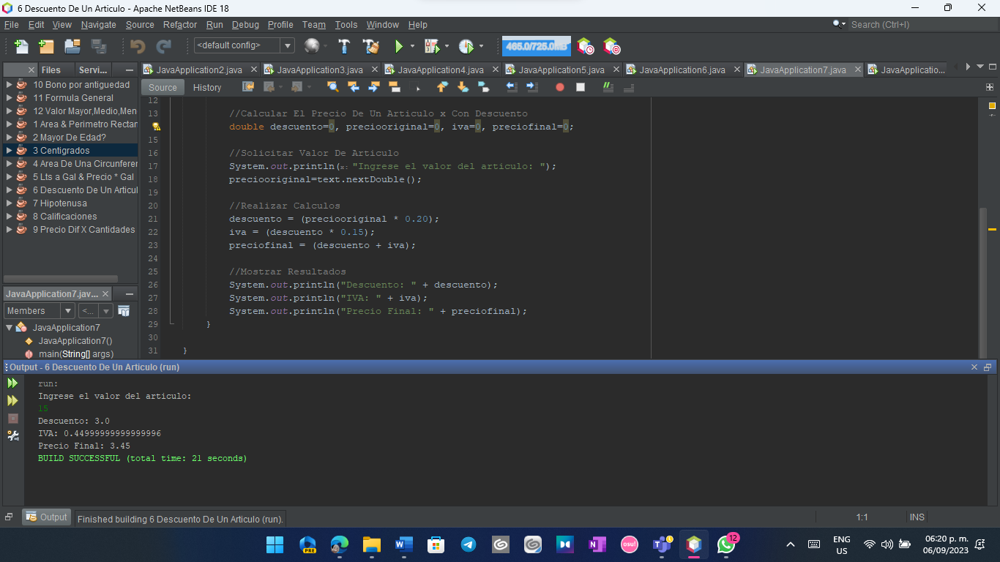 6 Descuento De Un Articulo - Apache NetBeans IDE 18
File Edit View Navigate Source Refactor Run Debug Profile Team Tools Window Help
Search (Ctrl+I)
<default config>
465.0/725.0MB
Files Servi...
JavaApplication2.java JavaApplication3.java JavaApplication4.java JavaApplication5.java JavaApplication6.java JavaApplication7.java JavaApplicatio...
Source History
10 Bono por antiguedad
11 Formula General
12 Valor Mayor,Medio,Men
1 Area & Perimetro Rectar
2 Mayor De Edad?
3 Centigrados
4 Area De Una Circunferer
5 Lts a Gal & Precio * Gal
6 Descuento De Un Articul
7 Hipotenusa
8 Calificaciones
9 Precio Dif X Cantidades
JavaApplication7.jav...
Members <...
JavaApplication7
JavaApplication7()
main(String[] args)
12
13 //Calcular El Precio De Un Articulo x Con Descuento
double descuento=0, preciooriginal=0, iva=0, preciofinal=0;
15
16 //Solicitar Valor De Articulo
17 System.out.println(x: "Ingrese el valor del articulo: ");
18 preciooriginal=text.nextDouble();
19
20 //Realizar Calculos
21 descuento = (preciooriginal * 0.20);
22 iva = (descuento * 0.15);
23 preciofinal = (descuento + iva);
24
25 //Mostrar Resultados
26 System.out.println("Descuento: " + descuento);
27 System.out.println("IVA: " + iva);
28 System.out.println("Precio Final: " + preciofinal);
29 }
30
31 }
Output - 6 Descuento De Un Articulo (run)
run:
Ingrese el valor del articulo:
15
Descuento: 3.0
IVA: 0.44999999999999996
Precio Final: 3.45
BUILD SUCCESSFUL (total time: 21 seconds)
Output
Finished building 6 Descuento De Un Articulo (run).
1:1 INS
PRE
osu!
12
ENG
US
06:20 p. m.
06/09/2023